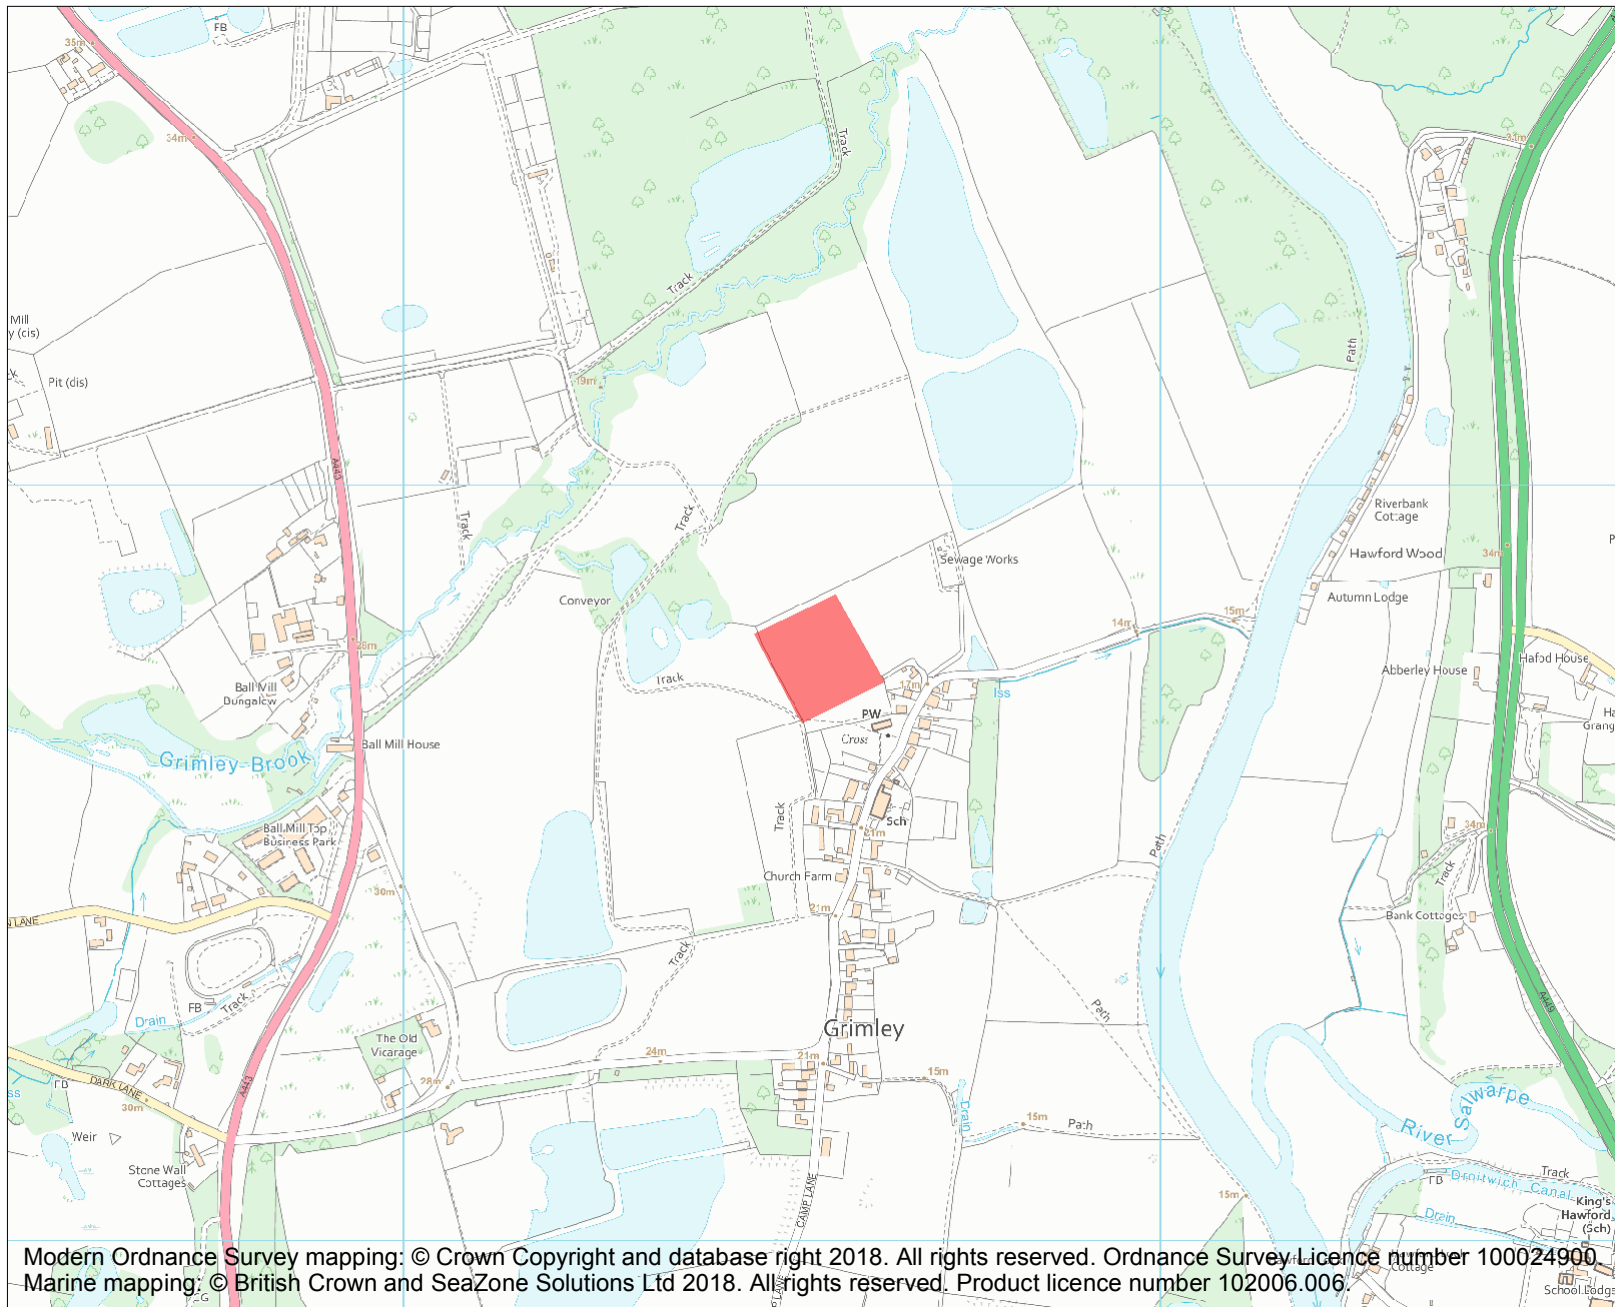 FB
35m
34m
Track
34m
Track
Mill
y (cis)
Pit (dis)
19m
Path
A443
Track
Track
Riverbank
Cottage
Hawford Wood
34m
Sewage Works
Conveyor
Autumn Lodge
15m
14m
26m
Hafod House
Abberley House
Track
17m
Iss
Ball Mill
Bungalow
PW
Cross
Grang
Ball Mill House
Grimley Brook
Track
Sch
21m
34m
Ball Mill Top
Business Park
Path
Church Farm
Track
30m
21m
N LANE
Bank Cottages
Track
FB
Track
Drain
Path
A449
Grimley
The Old
Vicarage
24m
21m
15m
28m
DARK LANE
A443
30m
Drain
15m
Path
River Salwarpe
Weir
Stone Wall
Cottages
Track
Droitwich Canal
Drain
15m
King's
Hawford
(Sch)
CAMP LANE
Cottage
School Lodge
Modern Ordnance Survey mapping: © Crown Copyright and database right 2018. All rights reserved. Ordnance Survey Licence number 100024900.
Marine mapping: © British Crown and SeaZone Solutions Ltd 2018. All rights reserved. Product licence number 102006.006.